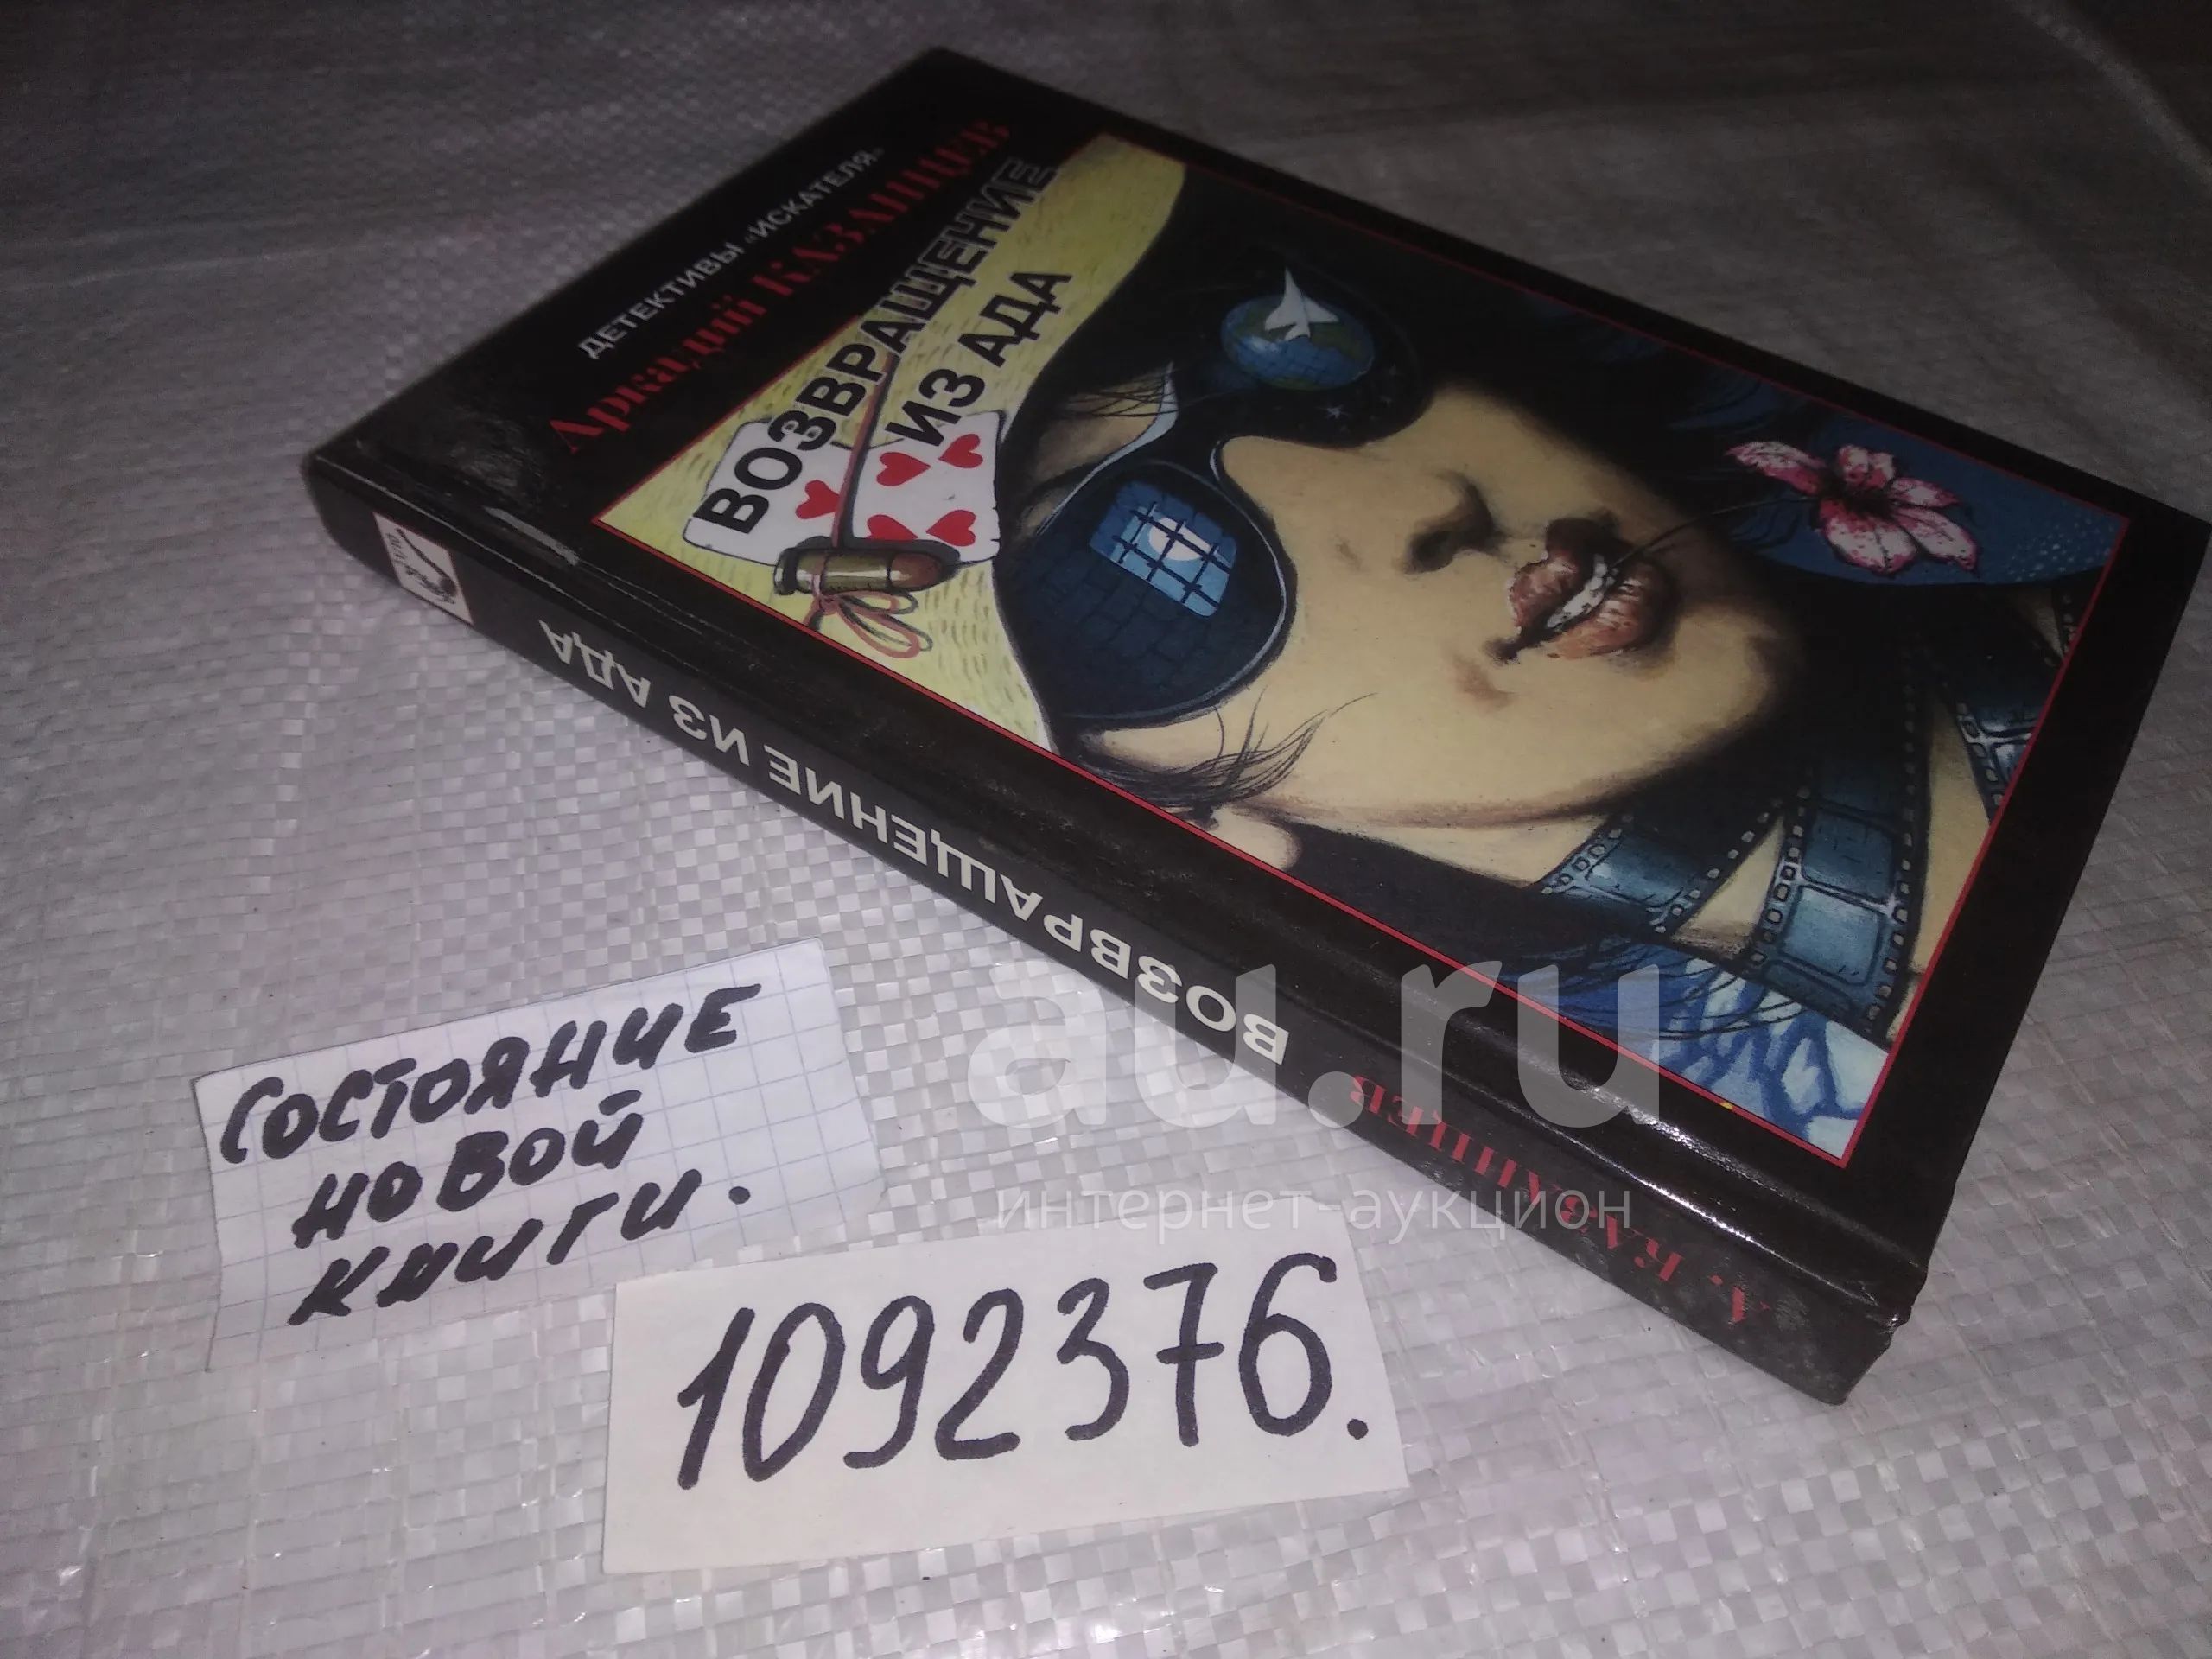 ДЕТЕКТИВЫ «ИСКАТЕЛЯ»
Аркадий КАЗАНЦЕВ
ВОЗВРАЩЕНИЕ
ИЗ АДА
А. КАЗАНЦЕВ
ВОЗВРАЩЕНИЕ ИЗ АДА
au.ru
интернет-аукцион
СОСТОЯНИЕ
НОВОЙ
КНИГИ.
1092376.